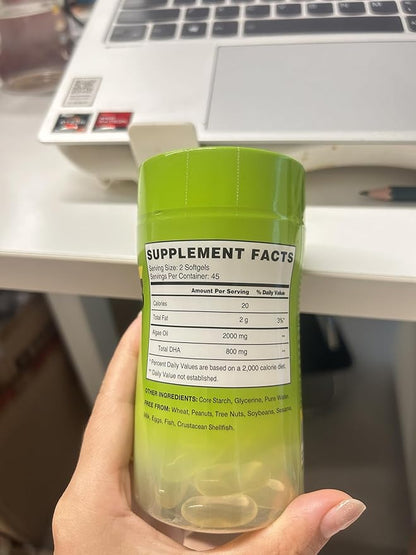 SUPPLEMENT FACTS
Serving Size: 2 Softgels
Servings Per Container: 45
Amount Per Serving % Daily Value
Calories 20
Total Fat 2 g 3%*
Algae Oil 2000 mg **
Total DHA 800 mg **
*Percent Daily Values are based on a 2,000 calorie diet.
** Daily Value not established.
OTHER INGREDIENTS: Corn Starch, Glycerine, Pure Water.
FREE FROM: Wheat, Peanuts, Tree Nuts, Soybeans, Sesame,
Milk, Eggs, Fish, Crustacean Shellfish.